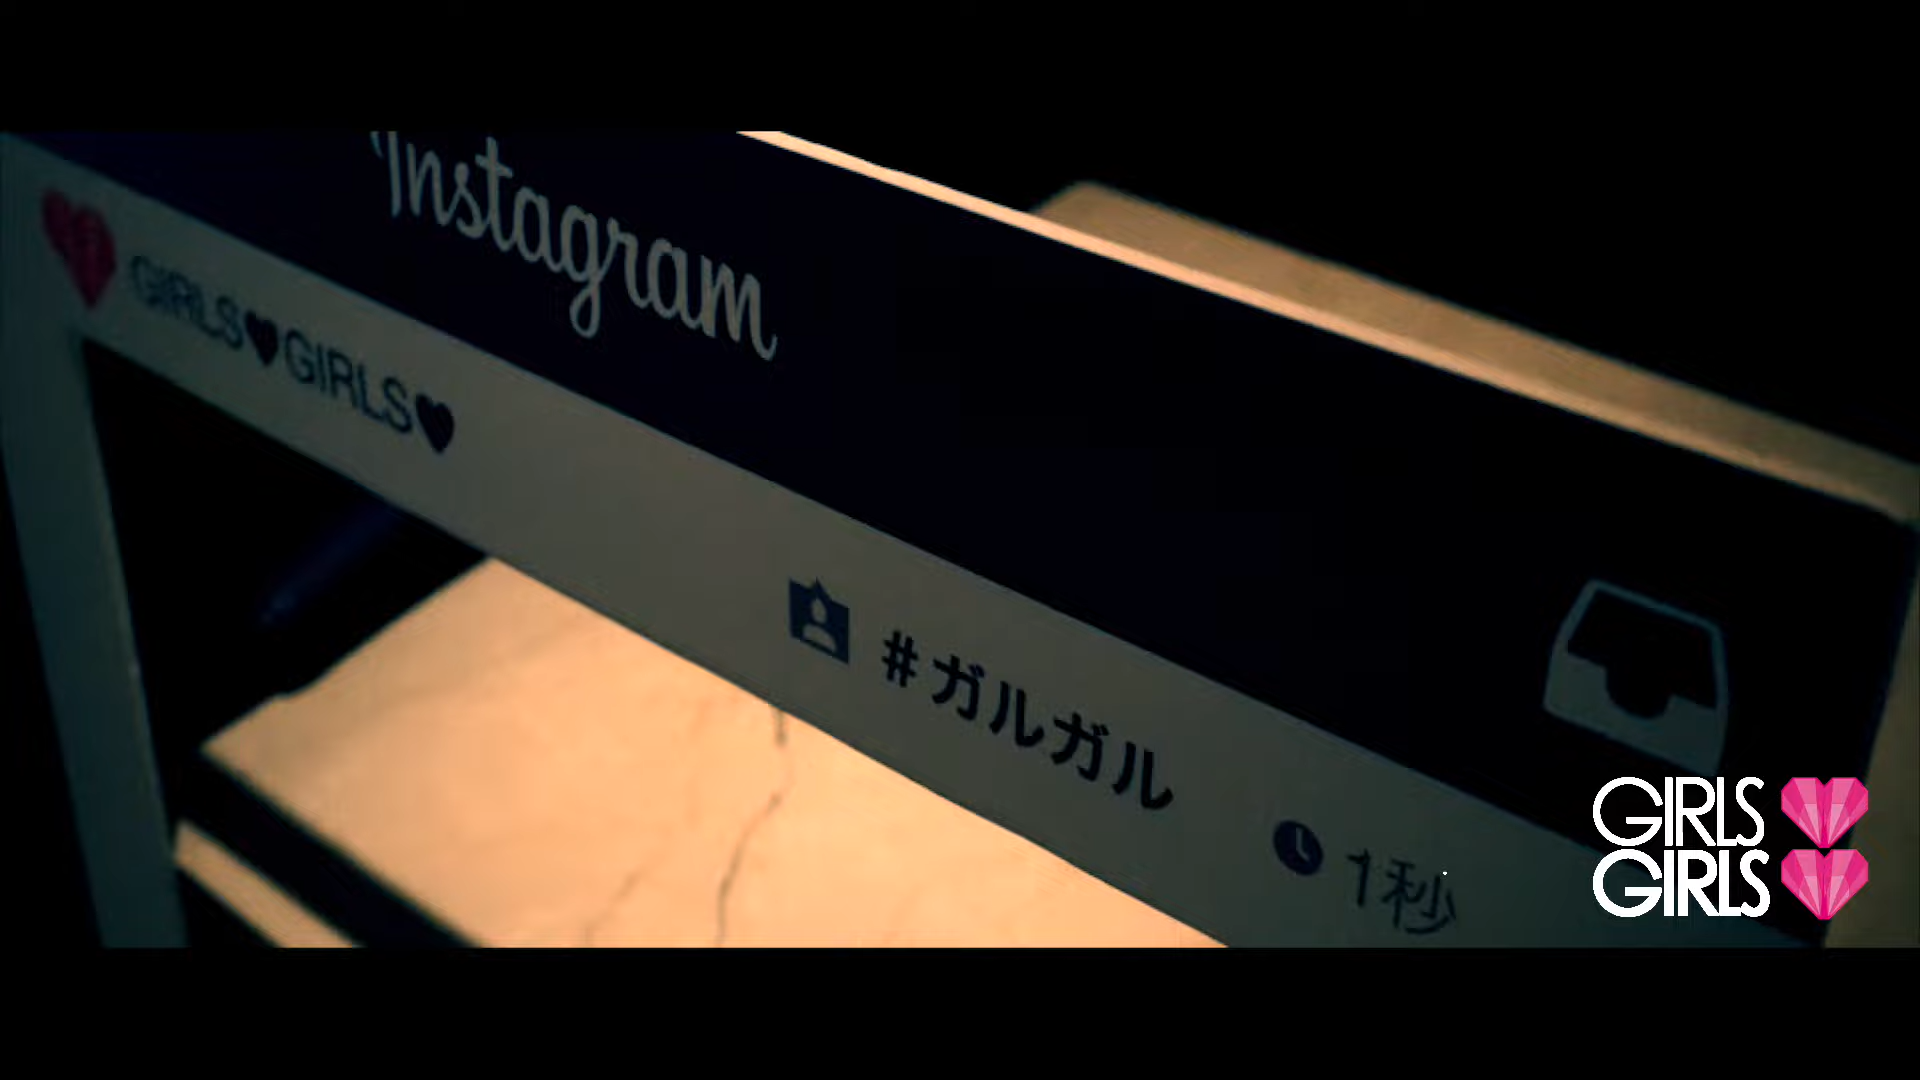 Instagram
GIRLS♥GIRLS♥
#ガルガル
1秒
GIRLS
GIRLS